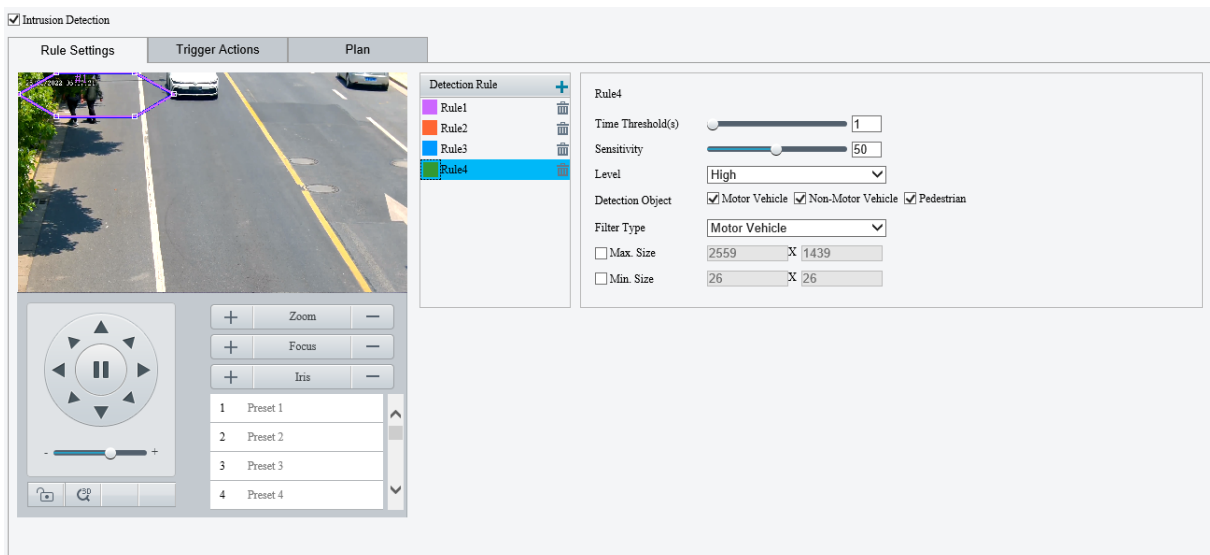 Intrusion Detection
Rule Settings
Trigger Actions
Plan
#1
Detection Rule
Rule1
Rule2
Rule3
Rule4
Rule4
Time Threshold(s)
1
Sensitivity
50
Level
High
Detection Object
Motor Vehicle
Non-Motor Vehicle
Pedestrian
Filter Type
Motor Vehicle
Max. Size
2559 X 1439
Min. Size
26 X 26
+ Zoom −
+ Focus −
+ Iris −
- +
3D
1 Preset 1
2 Preset 2
3 Preset 3
4 Preset 4